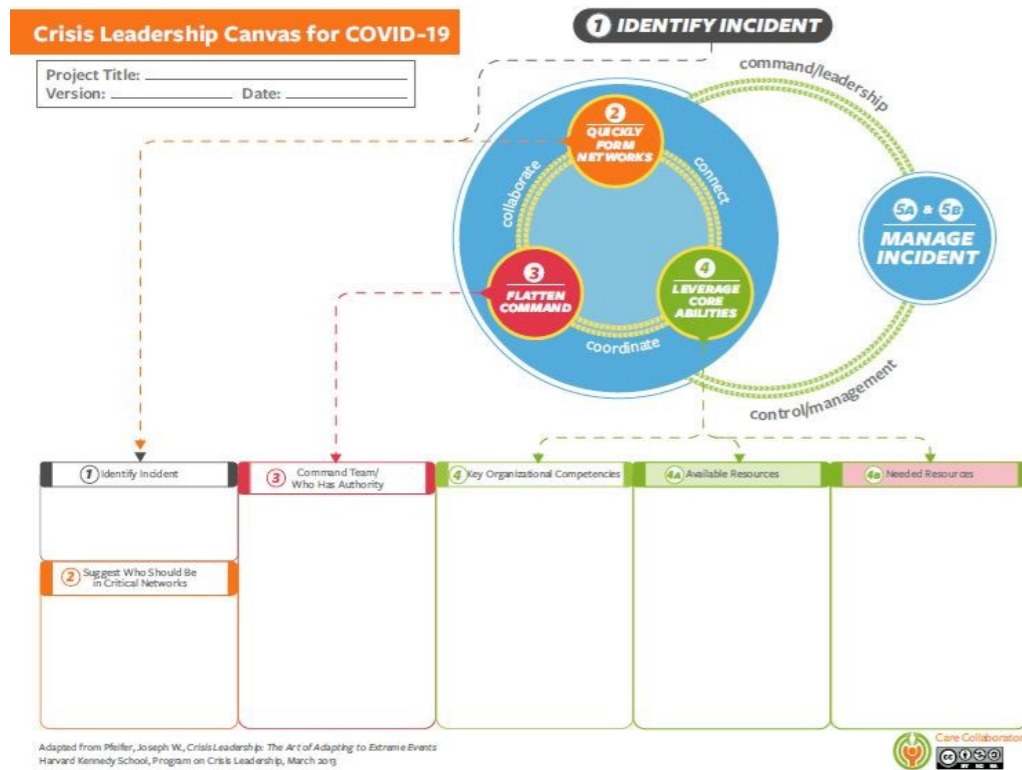 Crisis Leadership Canvas for COVID-19
1 IDENTIFY INCIDENT
Project Title:
Version: Date:
command/leadership
2
QUICKLY
FORM
NETWORKS
collaborate
connect
5A & 5B
MANAGE
INCIDENT
3
FLATTEN
COMMAND
4
LEVERAGE
CORE
ABILITIES
coordinate
control/management
1 Identify Incident
2 Suggest Who Should Be
in Critical Networks
3 Command Team/
Who Has Authority
4 Key Organizational Competencies
4A Available Resources
4B Needed Resources
Adapted from Pfeifer, Joseph W., Crisis Leadership: The Art of Adapting to Extreme Events
Harvard Kennedy School, Program on Crisis Leadership, March 2013
Care Collaborator
cc
BY NC SA